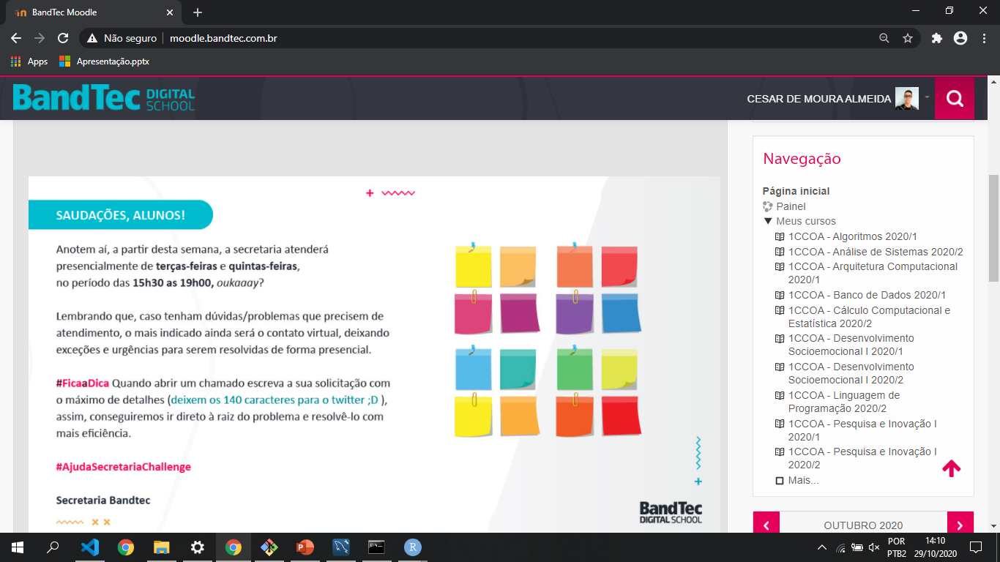 BandTec Moodle
Não seguro
moodle.bandtec.com.br
Apps
Apresentação.pptx
BandTec DIGITAL SCHOOL
CESAR DE MOURA ALMEIDA
SAUDAÇÕES, ALUNOS!
Anotem aí, a partir desta semana, a secretaria atenderá
presencialmente de terças-feiras e quintas-feiras,
no período das 15h30 as 19h00, oukaaay?
Lembrando que, caso tenham dúvidas/problemas que precisem de
atendimento, o mais indicado ainda será o contato virtual, deixando
exceções e urgências para serem resolvidas de forma presencial.
#FicaaDica Quando abrir um chamado escreva a sua solicitação com
o máximo de detalhes (deixem os 140 caracteres para o twitter ;D ),
assim, conseguiremos ir direto à raiz do problema e resolvê-lo com
mais eficiência.
#AjudaSecretariaChallenge
Secretaria Bandtec
BandTec
DIGITAL SCHOOL
Navegação
Página inicial
Painel
Meus cursos
1CCOA - Algoritmos 2020/1
1CCOA - Análise de Sistemas 2020/2
1CCOA - Arquitetura Computacional
2020/1
1CCOA - Banco de Dados 2020/1
1CCOA - Cálculo Computacional e
Estatística 2020/2
1CCOA - Desenvolvimento
Socioemocional I 2020/1
1CCOA - Desenvolvimento
Socioemocional I 2020/2
1CCOA - Linguagem de
Programação 2020/2
1CCOA - Pesquisa e Inovação I
2020/1
1CCOA - Pesquisa e Inovação I
2020/2
Mais...
OUTUBRO 2020
POR
PTB2
14:10
29/10/2020